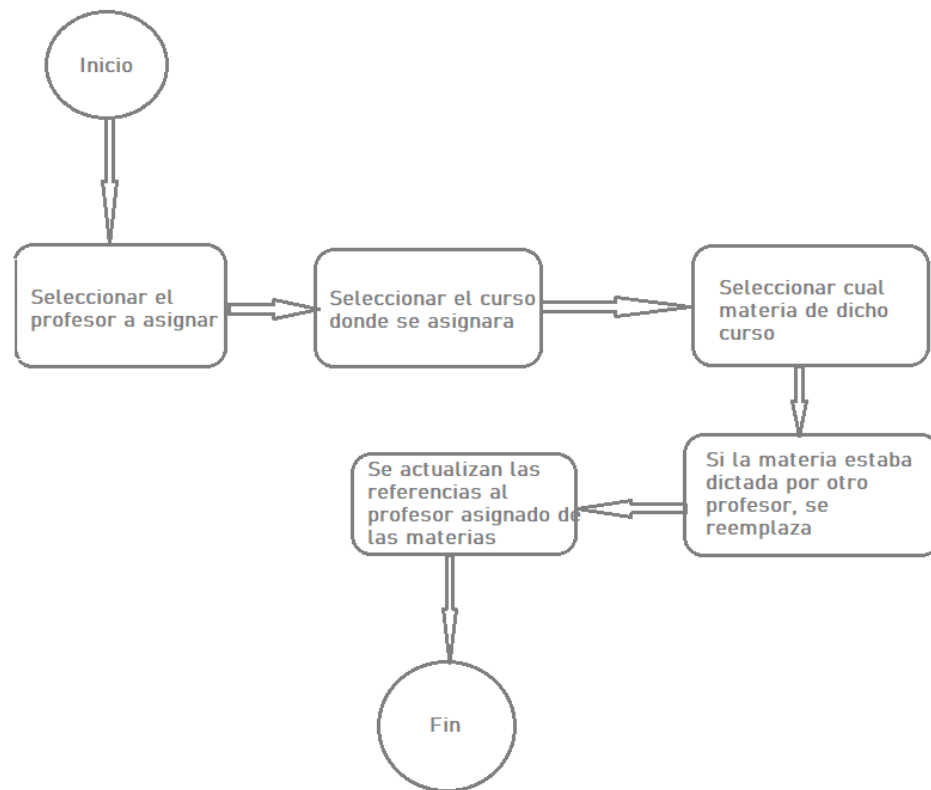 Inicio
Seleccionar el
profesor a asignar
Seleccionar el curso
donde se asignara
Seleccionar cual
materia de dicho
curso
Si la materia estaba
dictada por otro
profesor, se
reemplaza
Se actualizan las
referencias al
profesor asignado de
las materias
Fin